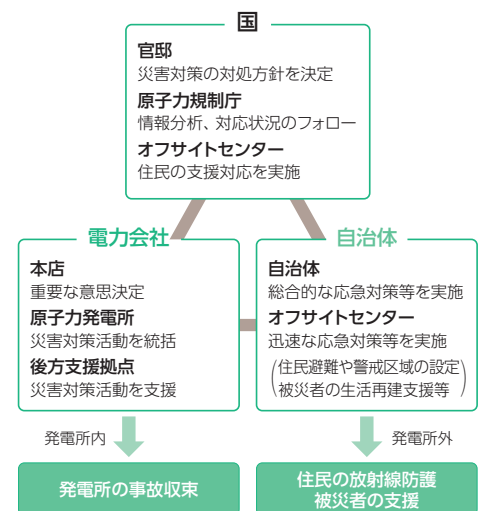 国
官邸
災害対策の対処方針を決定
原子力規制庁
情報分析、対応状況のフォロー
オフサイトセンター
住民の支援対応を実施
電力会社
本店
重要な意思決定
原子力発電所
災害対策活動を統括
後方支援拠点
災害対策活動を支援
自治体
自治体
総合的な応急対策等を実施
オフサイトセンター
迅速な応急対策等を実施
(住民避難や警戒区域の設定
被災者の生活再建支援等)
発電所内
発電所外
発電所の事故収束
住民の放射線防護
被災者の支援